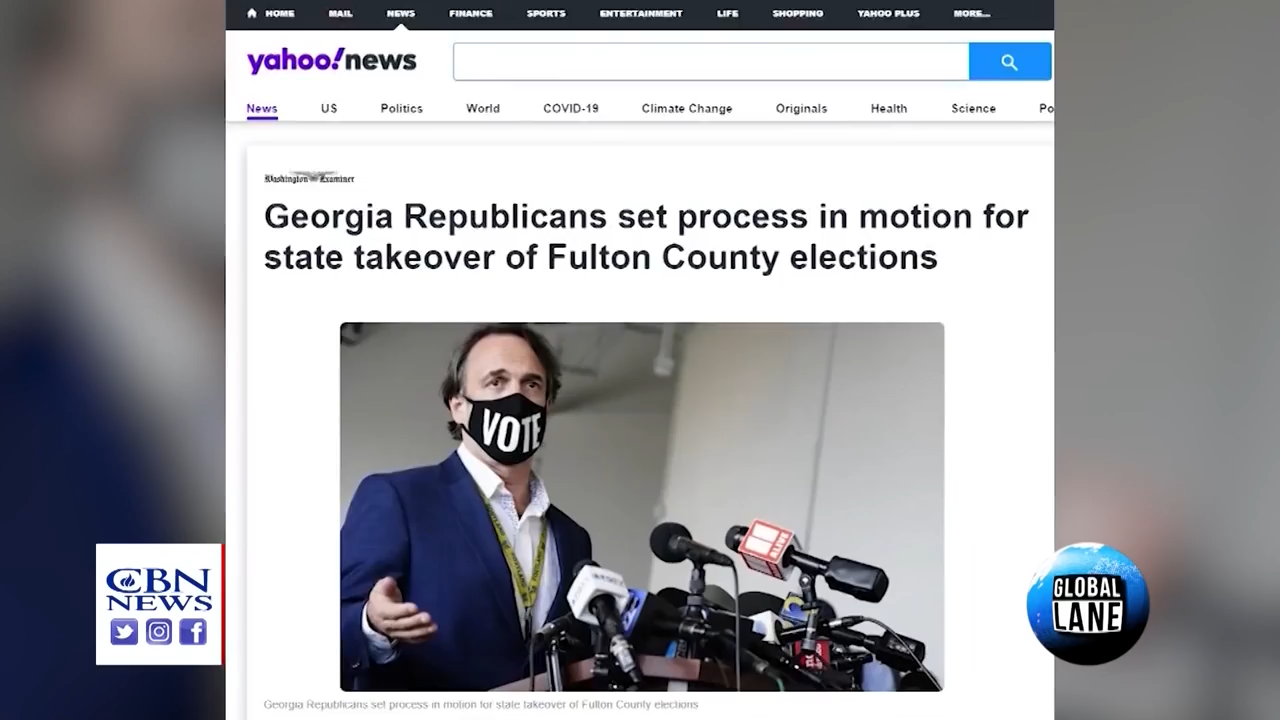 HOME MAIL NEWS FINANCE SPORTS ENTERTAINMENT LIFE SHOPPING YAHOO PLUS MORE...
yahoo!news
News US Politics World COVID-19 Climate Change Originals Health Science Po
Washington Examiner
Georgia Republicans set process in motion for
state takeover of Fulton County elections
VOTE
ALIVE
CBN
NEWS
GLOBAL
LANE
Georgia Republicans set process in motion for state takeover of Fulton County elections